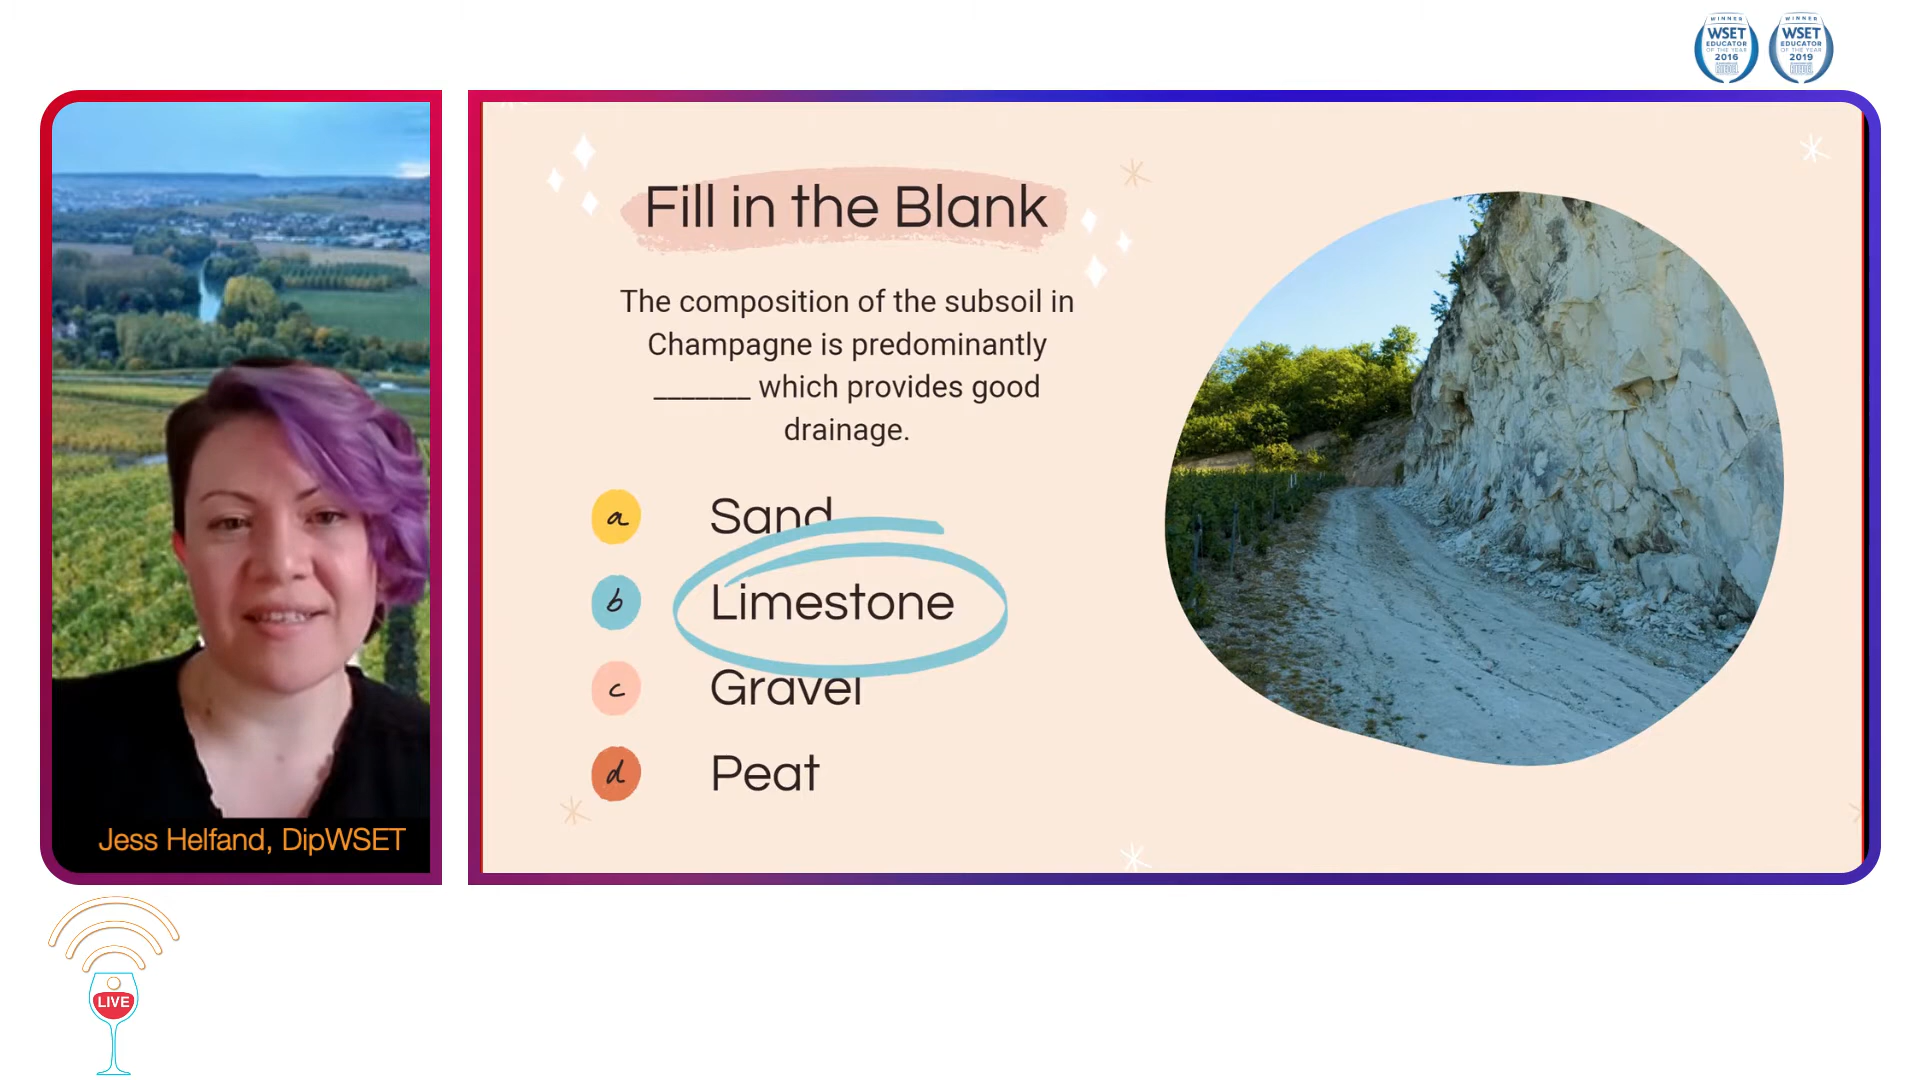 WINNER
WSET
EDUCATOR
OF THE YEAR
2016
WINNER
WSET
EDUCATOR
OF THE YEAR
2019
Fill in the Blank
The composition of the subsoil in
Champagne is predominantly
_______ which provides good
drainage.
a Sand
b Limestone
c Gravel
d Peat
Jess Helfand, DipWSET
LIVE